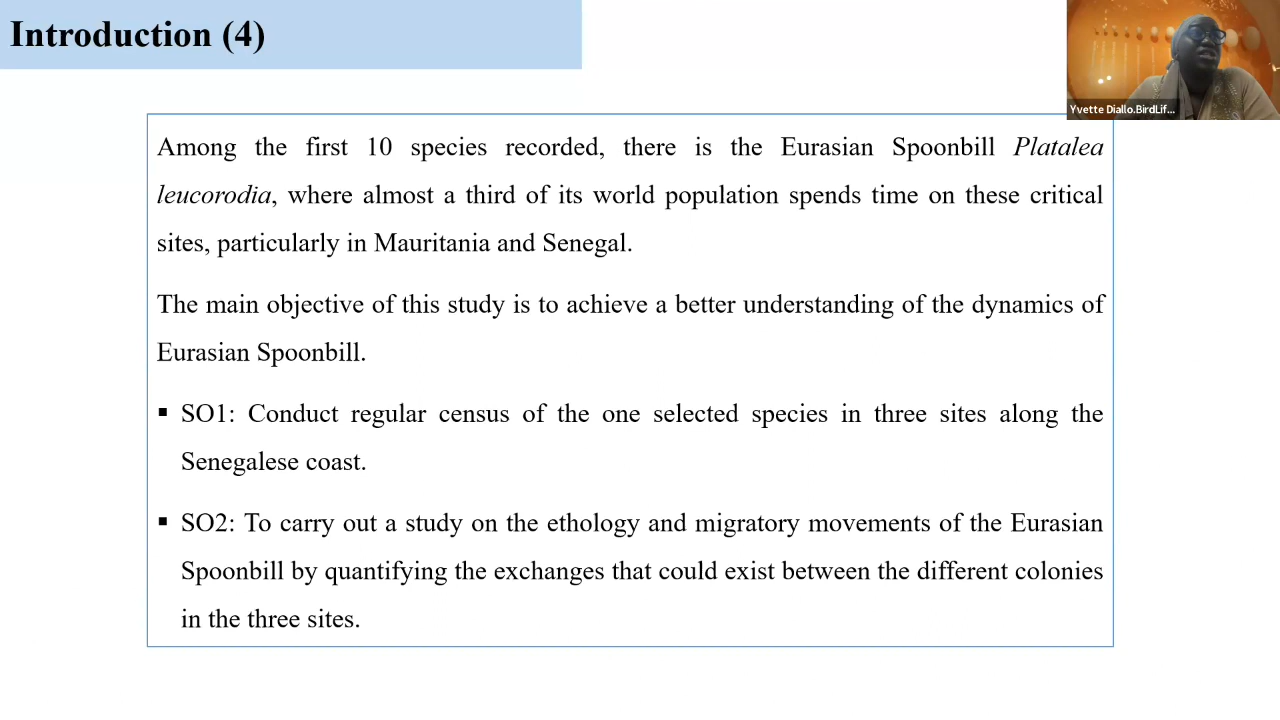 Introduction (4)
Yvette Diallo.BirdLif...
Among the first 10 species recorded, there is the Eurasian Spoonbill Platalea
leucorodia, where almost a third of its world population spends time on these critical
sites, particularly in Mauritania and Senegal.
The main objective of this study is to achieve a better understanding of the dynamics of
Eurasian Spoonbill.
▪ SO1: Conduct regular census of the one selected species in three sites along the
Senegalese coast.
▪ SO2: To carry out a study on the ethology and migratory movements of the Eurasian
Spoonbill by quantifying the exchanges that could exist between the different colonies
in the three sites.